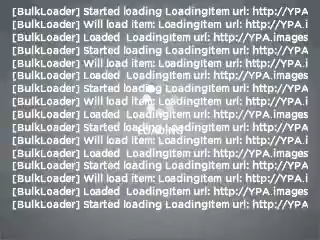 [BulkLoader] Started loading LoadingItem url: http://YPA
[BulkLoader] Will load item: LoadingItem url: http://YPA.i
[BulkLoader] Loaded  LoadingItem url: http://YPA.images
[BulkLoader] Started loading LoadingItem url: http://YPA
[BulkLoader] Will load item: LoadingItem url: http://YPA.i
[BulkLoader] Loaded  LoadingItem url: http://YPA.images
[BulkLoader] Started loading LoadingItem url: http://YPA
[BulkLoader] Will load item: LoadingItem url: http://YPA.i
[BulkLoader] Loaded  LoadingItem url: http://YPA.images
[BulkLoader] Started loading LoadingItem url: http://YPA
[BulkLoader] Will load item: LoadingItem url: http://YPA.i
[BulkLoader] Loaded  LoadingItem url: http://YPA.images
[BulkLoader] Started loading LoadingItem url: http://YPA
[BulkLoader] Will load item: LoadingItem url: http://YPA.i
[BulkLoader] Loaded  LoadingItem url: http://YPA.images
[BulkLoader] Started loading LoadingItem url: http://YPA